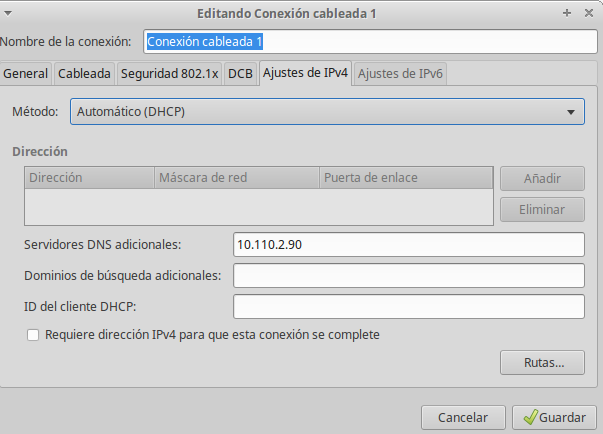 Editando Conexión cableada 1
Nombre de la conexión: Conexión cableada 1
General Cableada Seguridad 802.1x DCB Ajustes de IPv4 Ajustes de IPv6
Método: Automático (DHCP)
Dirección
Dirección Máscara de red Puerta de enlace Añadir
Eliminar
Servidores DNS adicionales: 10.110.2.90
Dominios de búsqueda adicionales:
ID del cliente DHCP:
Requiere dirección IPv4 para que esta conexión se complete
Rutas...
Cancelar Guardar